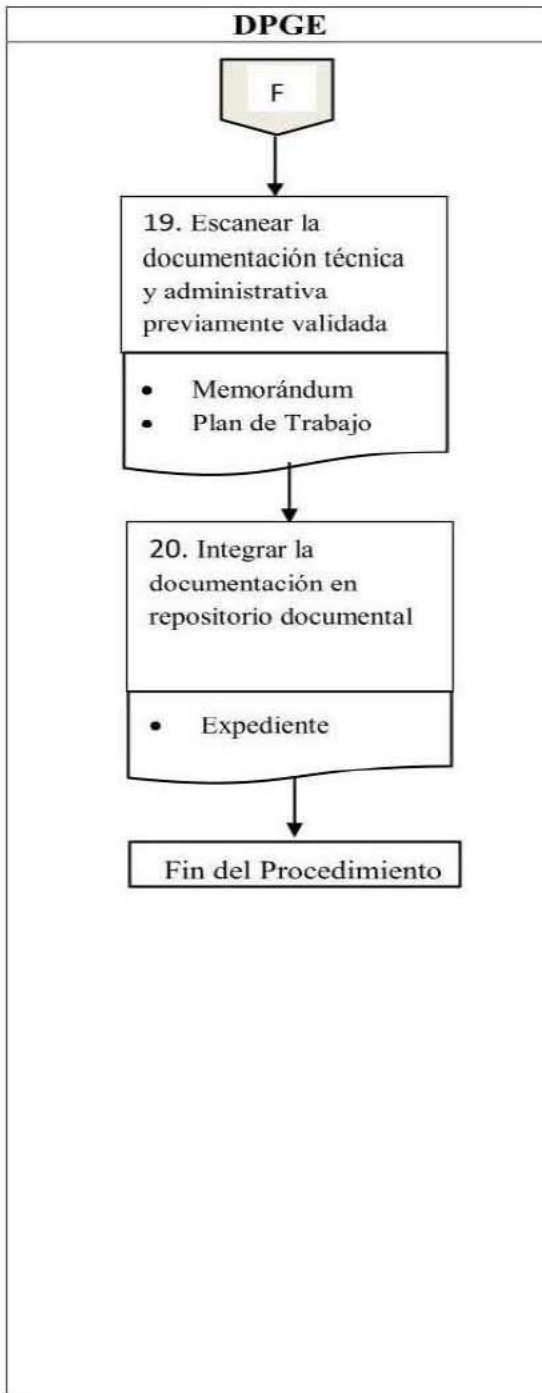 DPGE
F
19. Escanear la
documentación técnica
y administrativa
previamente validada
• Memorándum
• Plan de Trabajo
20. Integrar la
documentación en
repositorio documental
• Expediente
Fin del Procedimiento